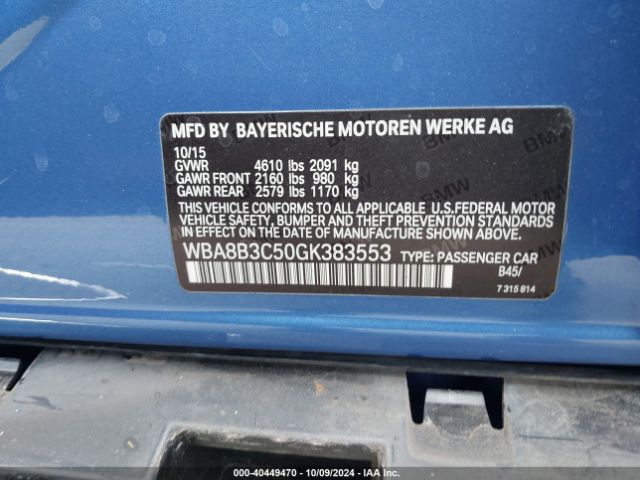 MFD BY BAYERISCHE MOTOREN WERKE AG
10/15
GVWR 4610 lbs 2091 kg
GAWR FRONT 2160 lbs 980 kg
GAWR REAR 2579 lbs 1170 kg
THIS VEHICLE CONFORMS TO ALL APPLICABLE U.S.FEDERAL MOTOR
VEHICLE SAFETY, BUMPER AND THEFT PREVENTION STANDARDS
IN EFFECT ON THE DATE OF MANUFACTURE SHOWN ABOVE.
WBA8B3C50GK383553 TYPE: PASSENGER CAR
B45/
7 315 814
000-40449470 - 10/09/2024 - IAA Inc.